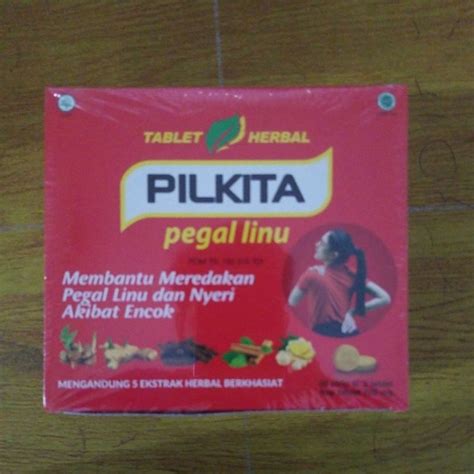 TABLET HERBAL
PILKITA
pegal linu
Membantu Meredakan
Pegal Linu dan Nyeri
Akibat Encok
MENGANDUNG 5 EKSTRAK HERBAL BERKHASIAT